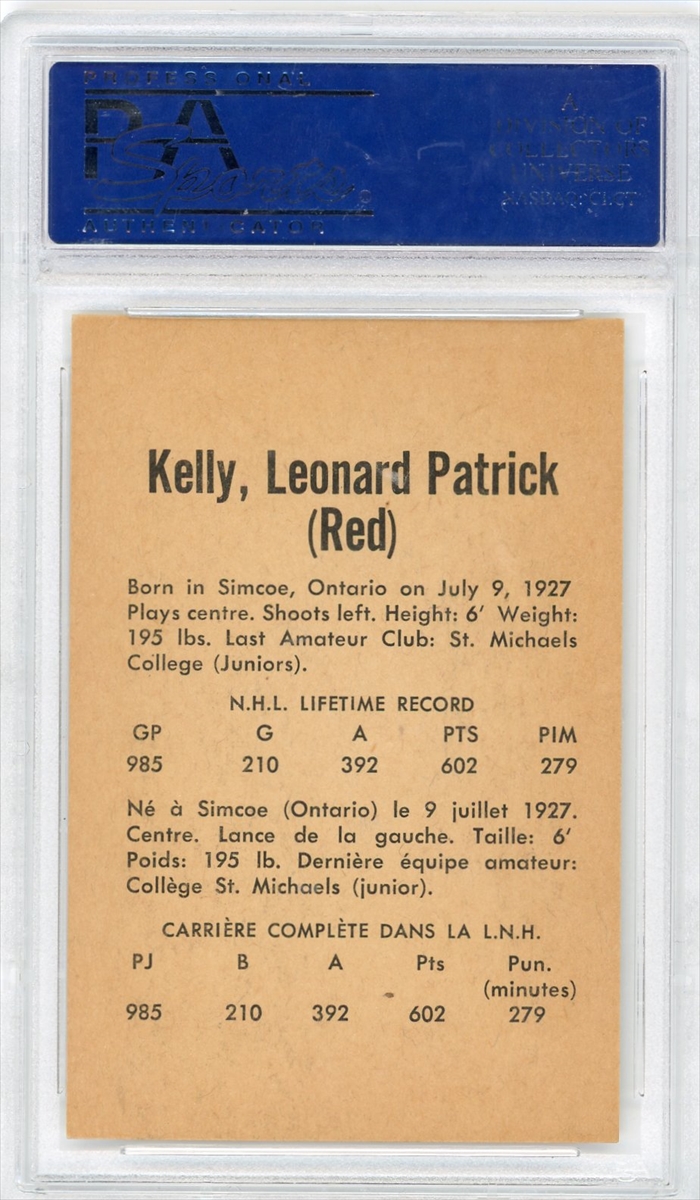 PROFESSIONAL
PSA
Sports
AUTHENTICATOR
A
DIVISION OF
COLLECTORS
UNIVERSE
NASDAQ: CLCT
Kelly, Leonard Patrick
(Red)
Born in Simcoe, Ontario on July 9, 1927
Plays centre. Shoots left. Height: 6′ Weight:
195 lbs. Last Amateur Club: St. Michaels
College (Juniors).
N.H.L. LIFETIME RECORD
GP G A PTS PIM
985 210 392 602 279
Né à Simcoe (Ontario) le 9 juillet 1927.
Centre. Lance de la gauche. Taille: 6′
Poids: 195 lb. Dernière équipe amateur:
Collège St. Michaels (junior).
CARRIÈRE COMPLÈTE DANS LA L.N.H.
PJ B A Pts Pun.
(minutes)
985 210 392 602 279